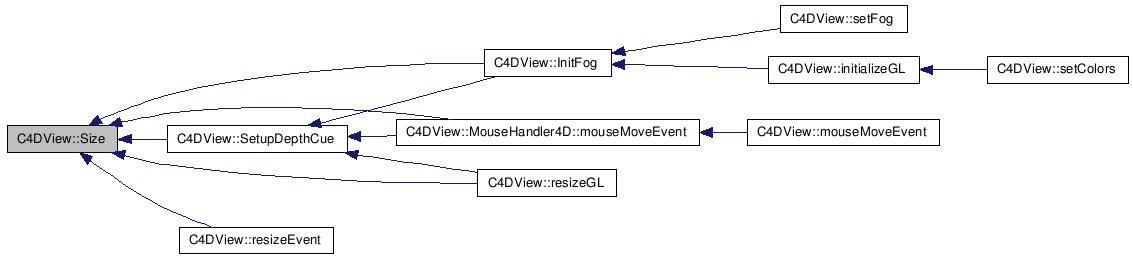 C4DView::setFog
C4DView::InitFog
C4DView::initializeGL
C4DView::setColors
C4DView::Size
C4DView::SetupDepthCue
C4DView::MouseHandler4D::mouseMoveEvent
C4DView::mouseMoveEvent
C4DView::resizeGL
C4DView::resizeEvent